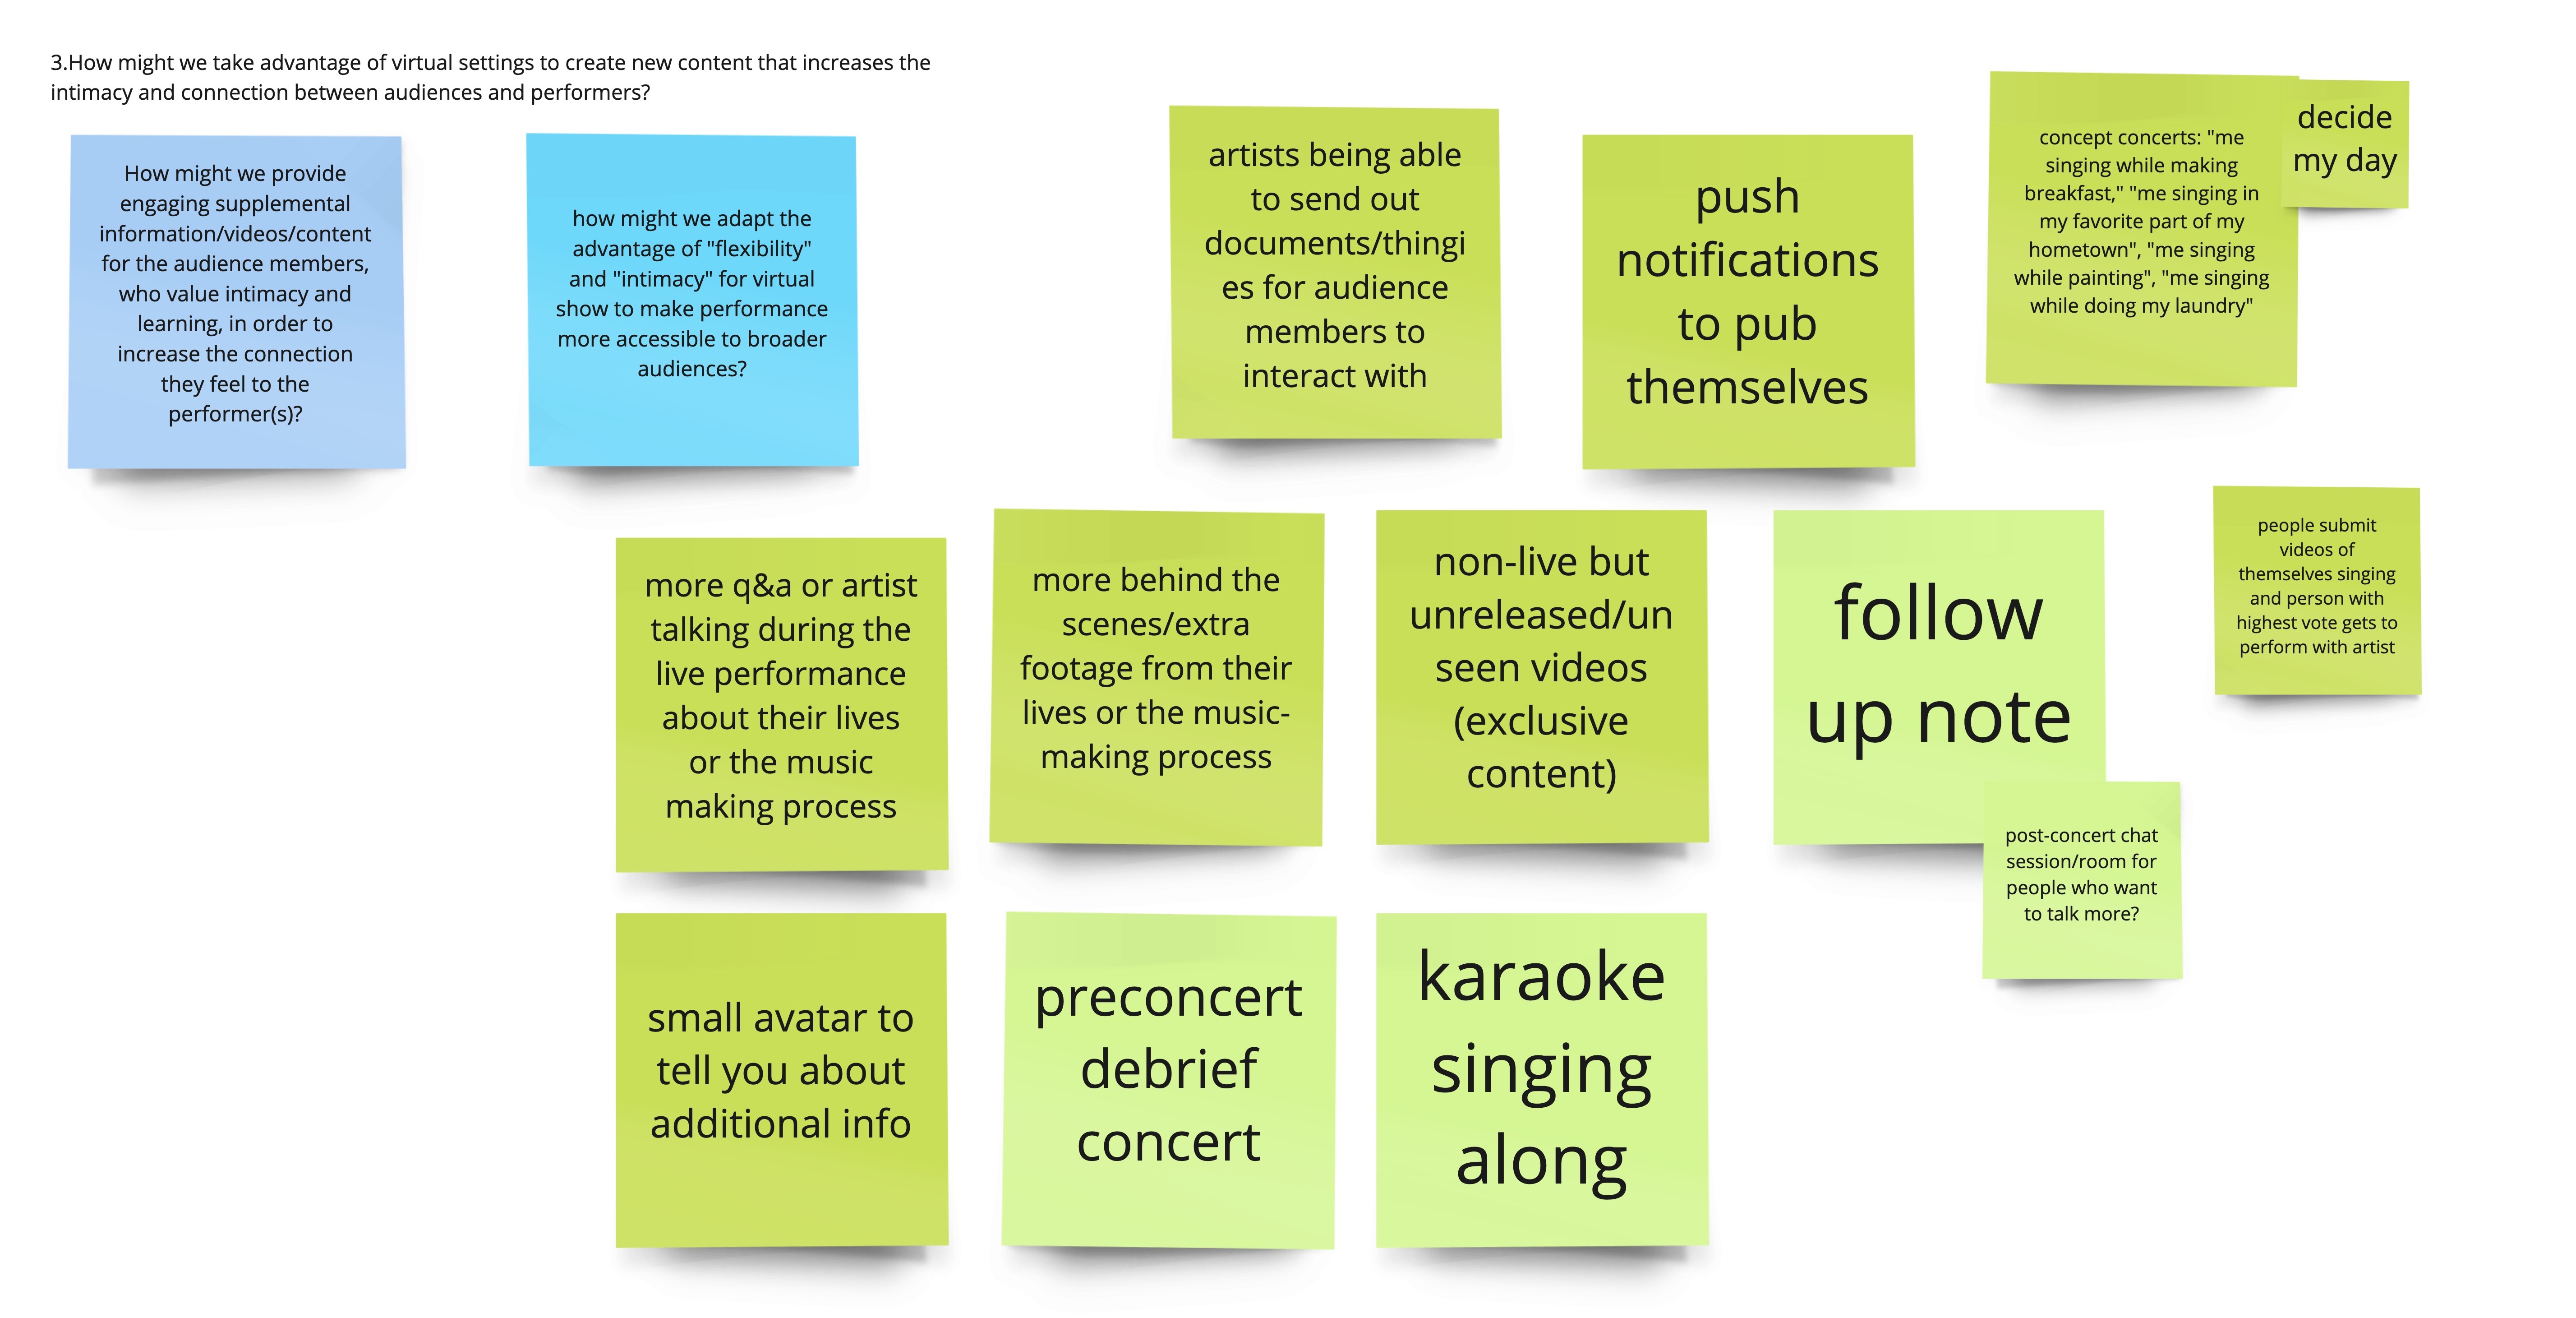 3.How might we take advantage of virtual settings to create new content that increases the
intimacy and connection between audiences and performers?
How might we provide
engaging supplemental
information/videos/content
for the audience members,
who value intimacy and
learning, in order to
increase the connection
they feel to the
performer(s)?
how might we adapt the
advantage of "flexibility"
and "intimacy" for virtual
show to make performance
more accessible to broader
audiences?
artists being able
to send out
documents/thingi
es for audience
members to
interact with
push
notifications
to pub
themselves
concept concerts: "me
singing while making
breakfast," "me singing in
my favorite part of my
hometown", "me singing
while painting", "me singing
while doing my laundry"
decide
my day
more q&a or artist
talking during the
live performance
about their lives
or the music
making process
more behind the
scenes/extra
footage from their
lives or the music-
making process
non-live but
unreleased/un
seen videos
(exclusive
content)
follow
up note
post-concert chat
session/room for
people who want
to talk more?
people submit
videos of
themselves singing
and person with
highest vote gets to
perform with artist
small avatar to
tell you about
additional info
preconcert
debrief
concert
karaoke
singing
along